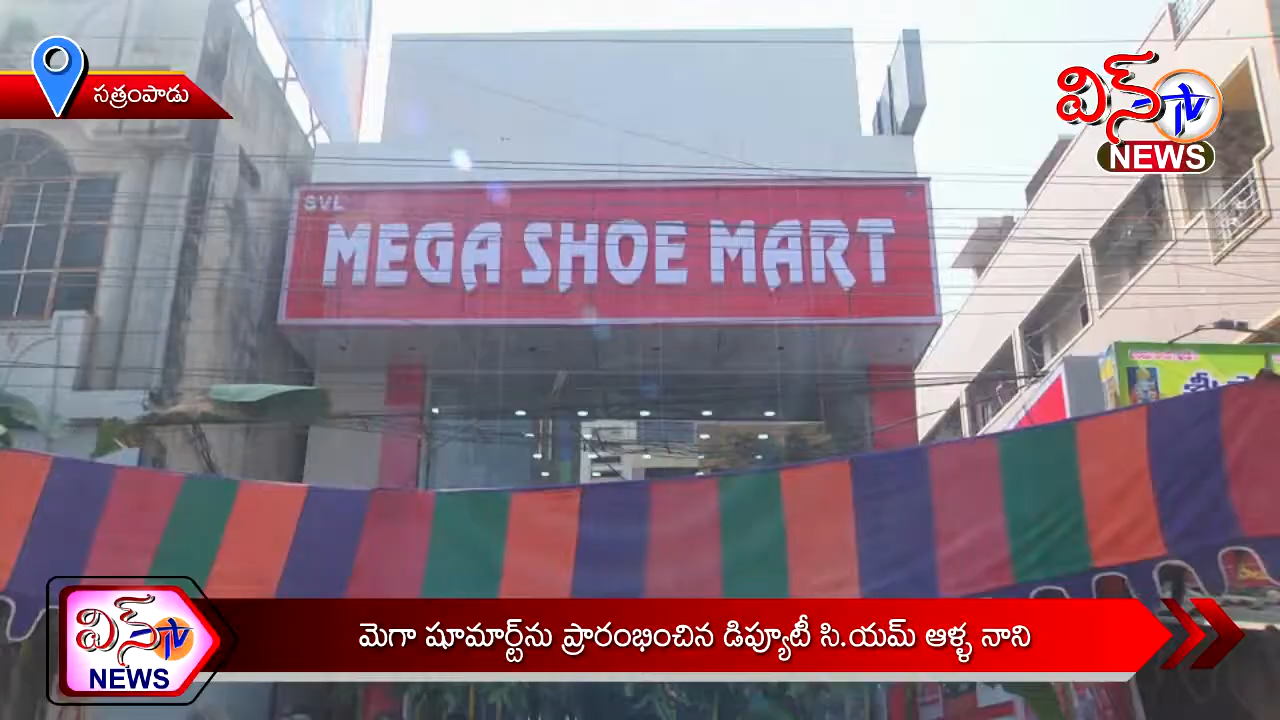 సత్రంపాడు
విన్ TV
NEWS
SVL
MEGA SHOE MART
శ్రీ
విన్ TV
NEWS
మెగా షూమార్ట్‌ను ప్రారంభించిన డిప్యూటీ సి.యమ్ ఆళ్ళ నాని